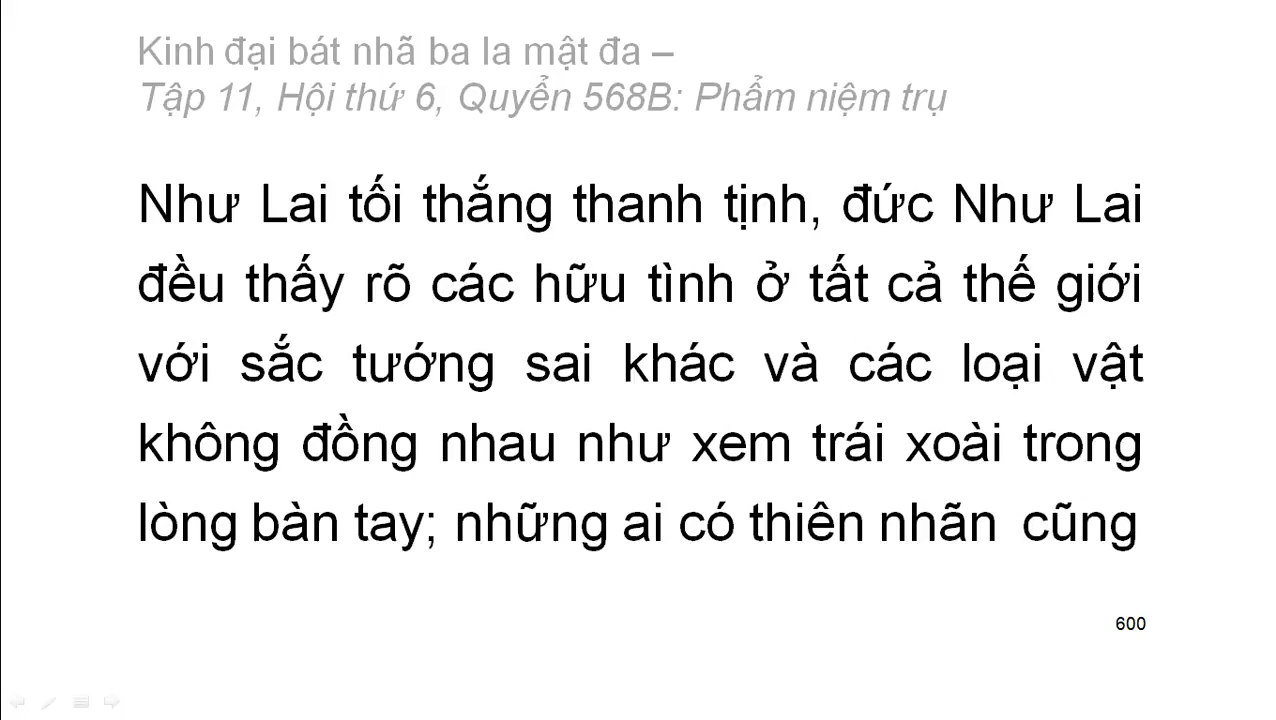 Kinh đại bát nhã ba la mật đa –
Tập 11, Hội thứ 6, Quyển 568B: Phẩm niệm trụ
Như Lai tối thắng thanh tịnh, đức Như Lai
đều thấy rõ các hữu tình ở tất cả thế giới
với sắc tướng sai khác và các loại vật
không đồng nhau như xem trái xoài trong
lòng bàn tay; những ai có thiên nhãn cũng
600